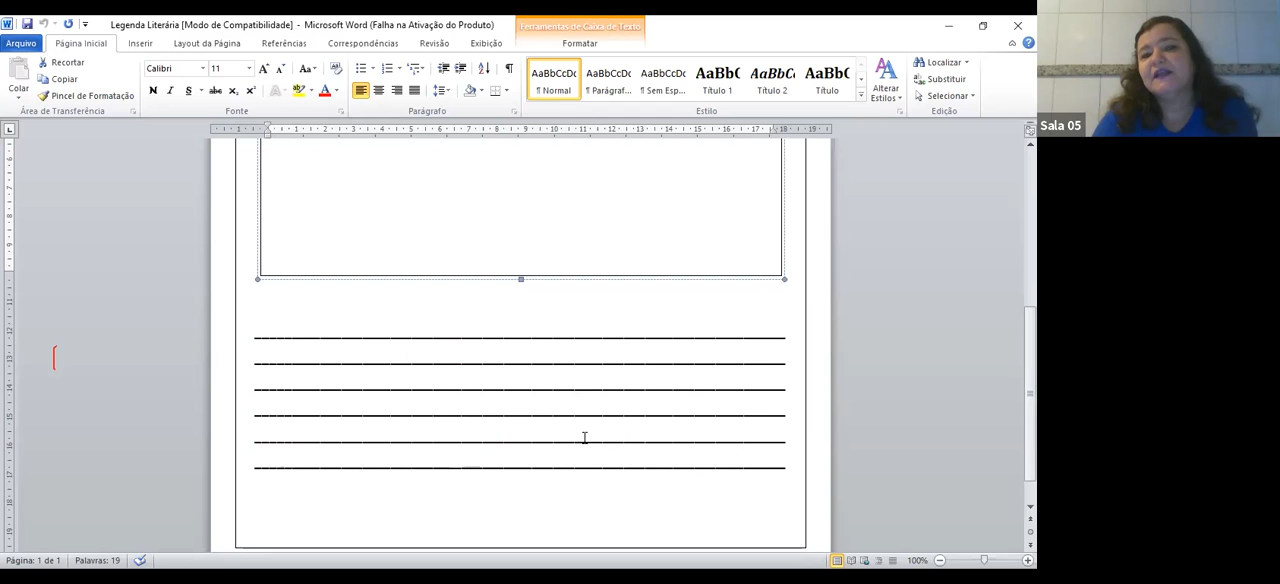 Legenda Literária [Modo de Compatibilidade] - Microsoft Word (Falha na Ativação do Produto)
Ferramentas de Caixa de Texto
Arquivo Página Inicial Inserir Layout da Página Referências Correspondências Revisão Exibição Formatar
Colar
Recortar
Copiar
Pincel de Formatação
Área de Transferência
Calibri 11
Fonte
Parágrafo
AaBbCcDc AaBbCcDc AaBbCcDc AaBbC AaBbCc AaBbC
¶ Normal ¶ Parágraf... ¶ Sem Esp... Título 1 Título 2 Título
Estilo
Alterar
Estilos
Localizar
Substituir
Selecionar
Edição
Sala 05
Página: 1 de 1 Palavras: 19 100%